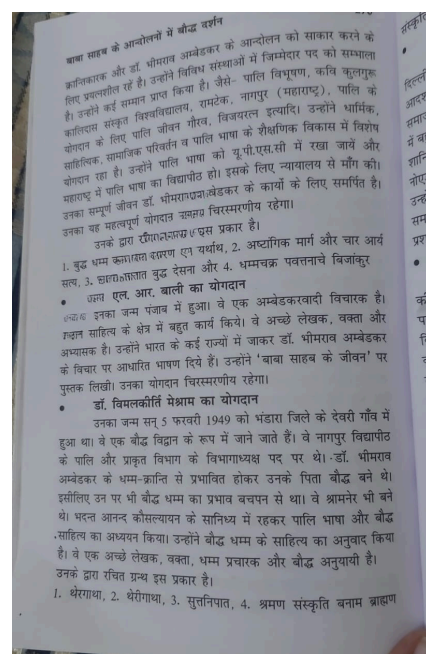 बाबा साहब के आन्दोलनों में बौद्ध दर्शन
क्रान्तिकारक और डॉ. भीमराव अम्बेडकर के आन्दोलन को साकार करने के
लिए प्रयत्नशील रहें है। उन्होंने विविध संस्थाओं में जिम्मेदार पद को सम्भाला
है। उन्होंने कई सम्मान प्राप्त किया है। जैसे- पालि विभूषण, कवि कुलगुरू
कालिदास संस्कृत विश्वविद्यालय, रामटेक, नागपुर (महाराष्ट्र), पालि के
योगदान के लिए पालि जीवन गौरव, विजयरत्न इत्यादि। उन्होंने धार्मिक,
साहित्यिक, सामाजिक परिवर्तन व पालि भाषा के शैक्षणिक विकास में विशेष
योगदान रहा है। उन्होंने पालि भाषा को यू.पी.एस.सी में रखा जायें और
महाराष्ट्र में पालि भाषा का विद्यापीठ हो। इसके लिए न्यायालय से माँग की।
उनका सम्पूर्ण जीवन डॉ. भीमराव अम्बेडकर के कार्यो के लिए समर्पित है।
उनका यह महत्वपूर्ण योगदान चिरस्मरणीय रहेगा।
उनके द्वारा इस प्रकार है।
1. बुद्ध धम्म यर्थाथ, 2. अष्टांगिक मार्ग और चार आर्य
सत्य, 3. बुद्ध देसना और 4. धम्मचक्र पवत्तनाचे बिजांकुर
एल. आर. बाली का योगदान
इनका जन्म पंजाब में हुआ। वे एक अम्बेडकरवादी विचारक है।
साहित्य के क्षेत्र में बहुत कार्य किये। वे अच्छे लेखक, वक्ता और
अभ्यासक है। उन्होंने भारत के कई राज्यों में जाकर डॉ. भीमराव अम्बेडकर
के विचार पर आधारित भाषण दिये हैं। उन्होंने 'बाबा साहब के जीवन' पर
पुस्तक लिखी। उनका योगदान चिरस्मरणीय रहेगा।
• डॉ. विमलकीर्ति मेश्राम का योगदान
उनका जन्म सन् 5 फरवरी 1949 को भंडारा जिले के देवरी गाँव में
हुआ था। वे एक बौद्ध विद्वान के रूप में जाने जाते हैं। वे नागपुर विद्यापीठ
के पालि और प्राकृत विभाग के विभागाध्यक्ष पद पर थे। डॉ. भीमराव
अम्बेडकर के धम्म-क्रान्ति से प्रभावित होकर उनके पिता बौद्ध बने थे।
इसीलिए उन पर भी बौद्ध धम्म का प्रभाव बचपन से था। वे श्रामनेर भी बने
थे। भदन्त आनन्द कौसल्यायन के सानिध्य में रहकर पालि भाषा और बौद्ध
साहित्य का अध्ययन किया। उन्होंने बौद्ध धम्म के साहित्य का अनुवाद किया
है। वे एक अच्छे लेखक, वक्ता, धम्म प्रचारक और बौद्ध अनुयायी है।
उनके द्वारा रचित ग्रन्थ इस प्रकार है।
1. थेरगाथा, 2. थेरीगाथा, 3. सुत्तनिपात, 4. श्रमण संस्कृति बनाम ब्राह्मण